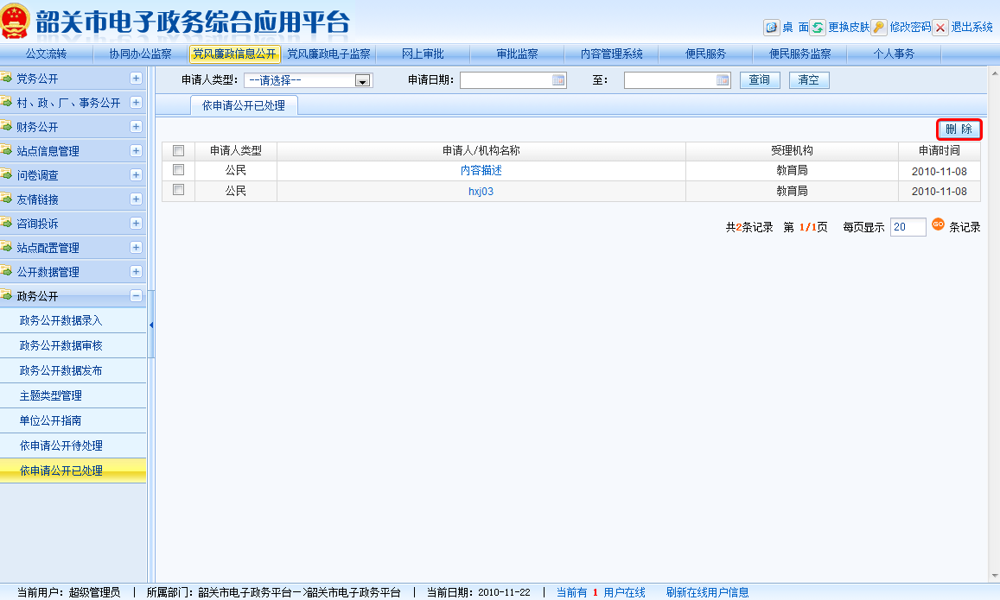 韶关市电子政务综合应用平台
桌 面 更换皮肤 修改密码 退出系统
公文流转 协同办公监察 党风廉政信息公开 党风廉政电子监察 网上审批 审批监察 内容管理系统 便民服务 便民服务监察 个人事务
党务公开
村、政、厂、事务公开
财务公开
站点信息管理
问卷调查
友情链接
咨询投诉
站点配置管理
公开数据管理
政务公开
政务公开数据录入
政务公开数据审核
政务公开数据发布
主题类型管理
单位公开指南
依申请公开待处理
依申请公开已处理
申请人类型: --请选择-- 申请日期: 至: 查询 清空
依申请公开已处理
删 除
申请人类型 申请人/机构名称 受理机构 申请时间
公民 内容描述 教育局 2010-11-08
公民 hxj03 教育局 2010-11-08
共2条记录 第 1/1页 每页显示 20 GO 条记录
当前用户: 超级管理员 | 所属部门: 韶关市电子政务平台-->韶关市电子政务平台 | 当前日期: 2010-11-22 | 当前有 1 用户在线 刷新在线用户信息